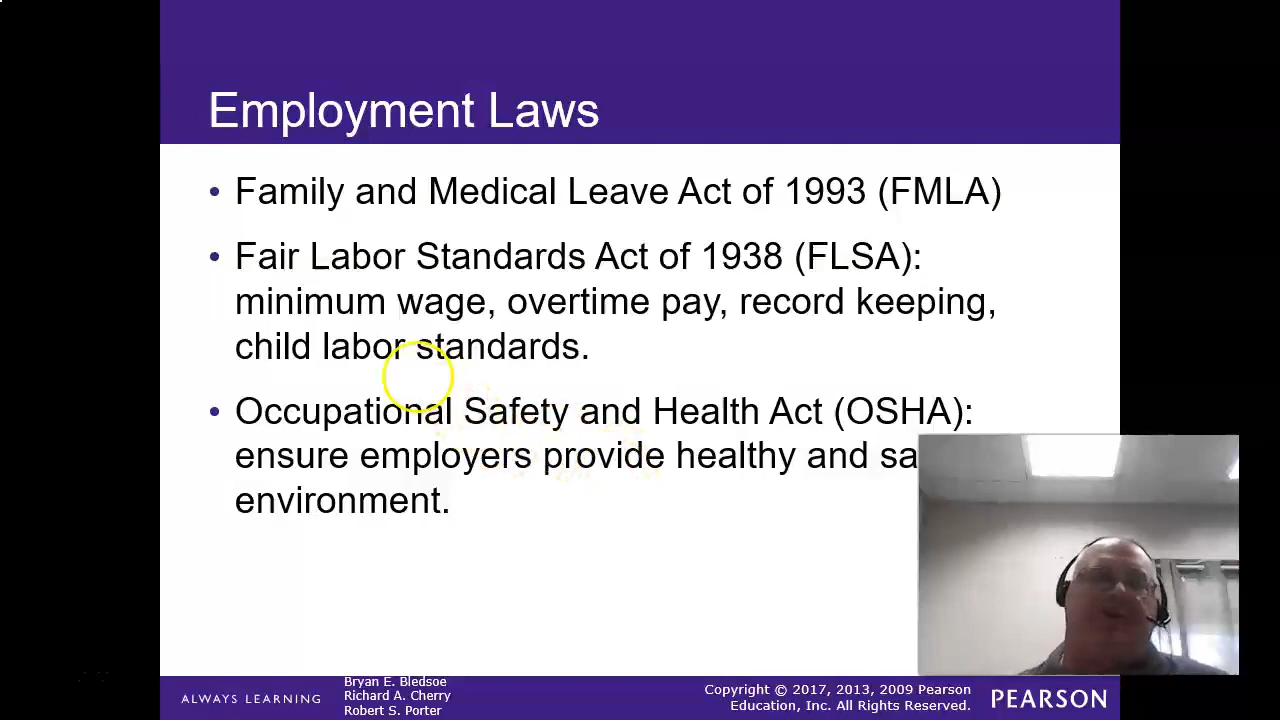 Employment Laws
• Family and Medical Leave Act of 1993 (FMLA)
• Fair Labor Standards Act of 1938 (FLSA):
minimum wage, overtime pay, record keeping,
child labor standards.
• Occupational Safety and Health Act (OSHA):
ensure employers provide healthy and sa
environment.
ALWAYS LEARNING
Bryan E. Bledsoe
Richard A. Cherry
Robert S. Porter
Copyright © 2017, 2013, 2009 Pearson
Education, Inc. All Rights Reserved.
PEARSON